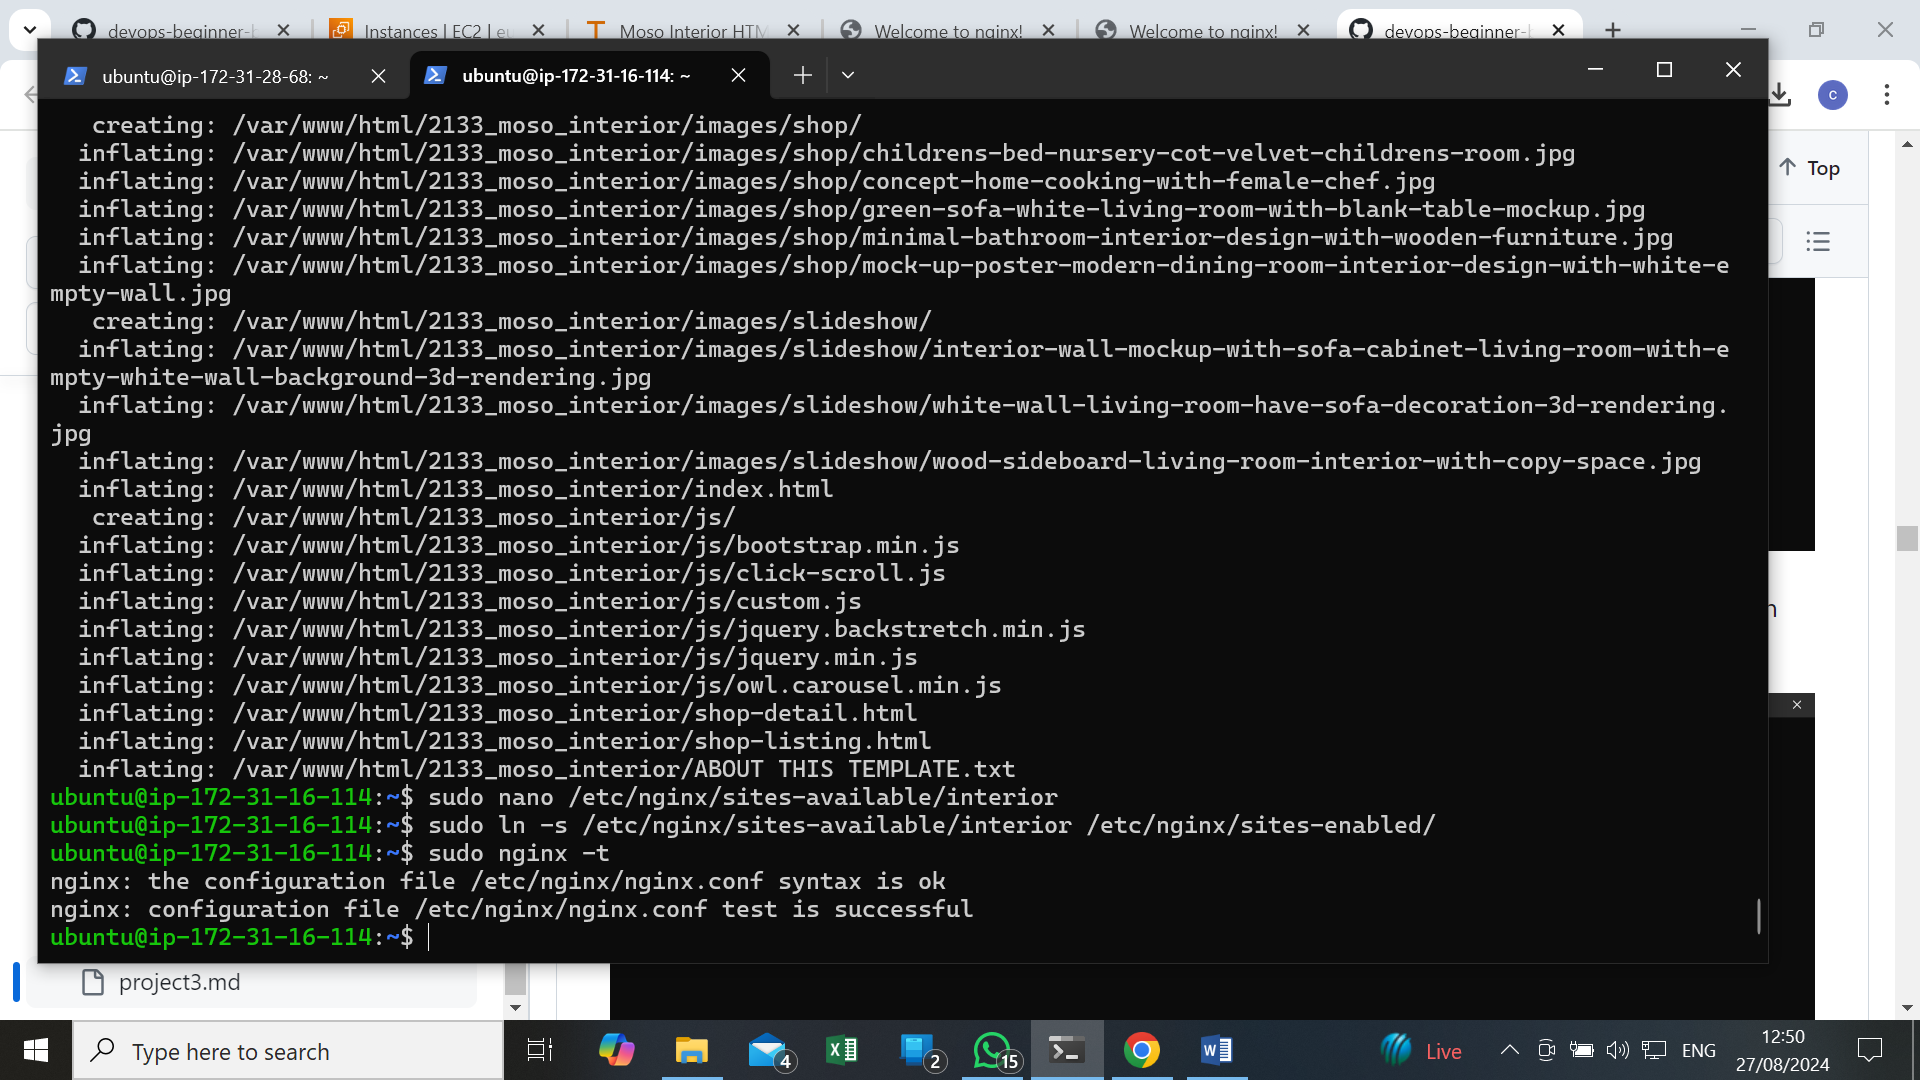 devops-beginner-b
Instances | EC2 | eu
Moso Interior HTM
Welcome to nginx!
Welcome to nginx!
devops-beginner-b
ubuntu@ip-172-31-28-68: ~
ubuntu@ip-172-31-16-114: ~
c
Top
creating: /var/www/html/2133_moso_interior/images/shop/
inflating: /var/www/html/2133_moso_interior/images/shop/childrens-bed-nursery-cot-velvet-childrens-room.jpg
inflating: /var/www/html/2133_moso_interior/images/shop/concept-home-cooking-with-female-chef.jpg
inflating: /var/www/html/2133_moso_interior/images/shop/green-sofa-white-living-room-with-blank-table-mockup.jpg
inflating: /var/www/html/2133_moso_interior/images/shop/minimal-bathroom-interior-design-with-wooden-furniture.jpg
inflating: /var/www/html/2133_moso_interior/images/shop/mock-up-poster-modern-dining-room-interior-design-with-white-e
mpty-wall.jpg
creating: /var/www/html/2133_moso_interior/images/slideshow/
inflating: /var/www/html/2133_moso_interior/images/slideshow/interior-wall-mockup-with-sofa-cabinet-living-room-with-e
mpty-white-wall-background-3d-rendering.jpg
inflating: /var/www/html/2133_moso_interior/images/slideshow/white-wall-living-room-have-sofa-decoration-3d-rendering.
jpg
inflating: /var/www/html/2133_moso_interior/images/slideshow/wood-sideboard-living-room-interior-with-copy-space.jpg
inflating: /var/www/html/2133_moso_interior/index.html
creating: /var/www/html/2133_moso_interior/js/
inflating: /var/www/html/2133_moso_interior/js/bootstrap.min.js
inflating: /var/www/html/2133_moso_interior/js/click-scroll.js
inflating: /var/www/html/2133_moso_interior/js/custom.js
inflating: /var/www/html/2133_moso_interior/js/jquery.backstretch.min.js
inflating: /var/www/html/2133_moso_interior/js/jquery.min.js
inflating: /var/www/html/2133_moso_interior/js/owl.carousel.min.js
inflating: /var/www/html/2133_moso_interior/shop-detail.html
inflating: /var/www/html/2133_moso_interior/shop-listing.html
inflating: /var/www/html/2133_moso_interior/ABOUT THIS TEMPLATE.txt
ubuntu@ip-172-31-16-114:~$ sudo nano /etc/nginx/sites-available/interior
ubuntu@ip-172-31-16-114:~$ sudo ln -s /etc/nginx/sites-available/interior /etc/nginx/sites-enabled/
ubuntu@ip-172-31-16-114:~$ sudo nginx -t
nginx: the configuration file /etc/nginx/nginx.conf syntax is ok
nginx: configuration file /etc/nginx/nginx.conf test is successful
ubuntu@ip-172-31-16-114:~$
project3.md
Type here to search
4
2
15
Live
ENG
12:50
27/08/2024